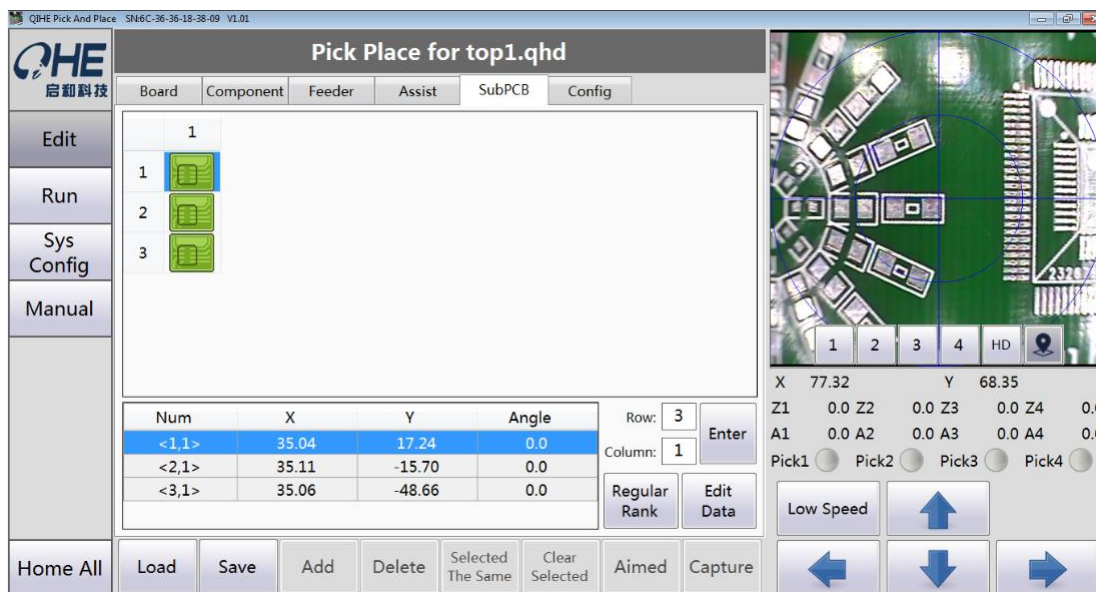 QIHE Pick And Place SN:6C-36-36-18-38-09 V1.01
QiHE
启和科技
Pick Place for top1.qhd
Board Component Feeder Assist SubPCB Config
Edit
Run
Sys
Config
Manual
Home All
1
1
2
3
Num X Y Angle
<1,1> 35.04 17.24 0.0
<2,1> 35.11 -15.70 0.0
<3,1> 35.06 -48.66 0.0
Row: 3
Column: 1
Enter
Regular
Rank
Edit
Data
Load Save Add Delete Selected
The Same Clear
Selected Aimed Capture
2326
1 2 3 4 HD
X 77.32 Y 68.35
Z1 0.0 Z2 0.0 Z3 0.0 Z4
A1 0.0 A2 0.0 A3 0.0 A4
Pick1 Pick2 Pick3 Pick4
Low Speed